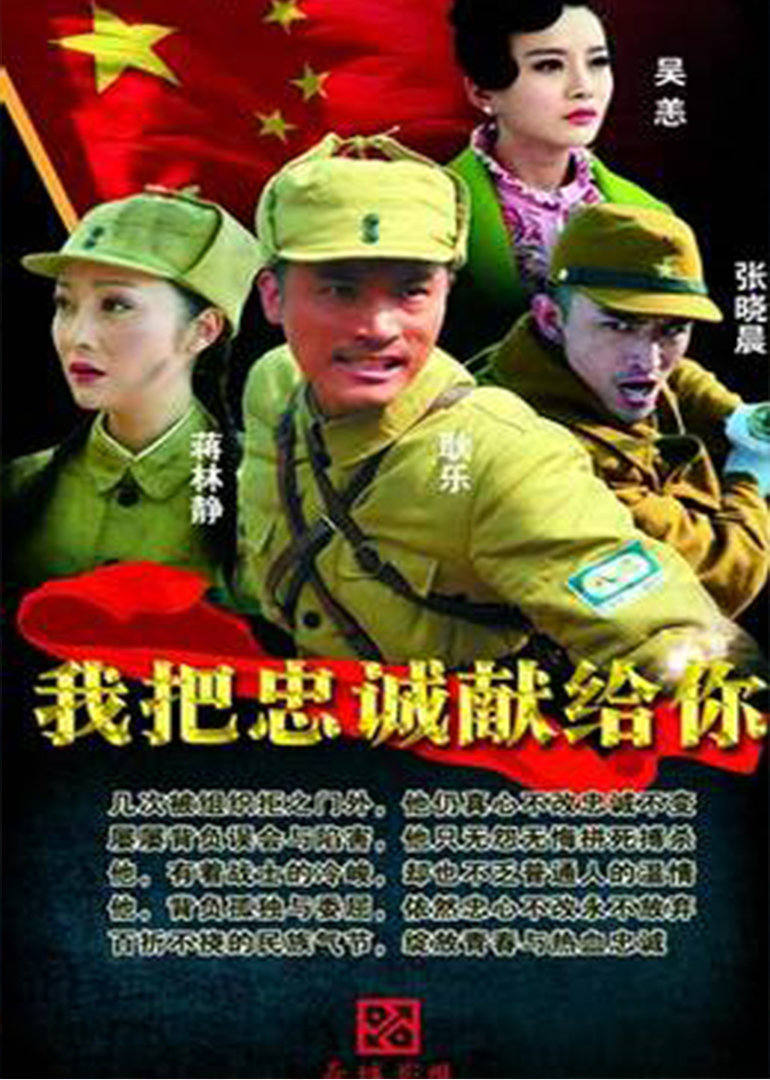 吴恙
张晓晨
蒋林静
耿乐
我把忠诚献给你
几次被组织拒之门外，他仍真心不改忠诚不变
屡屡背负误会与陷害，他只无怨无悔拼死搏杀
他，有着战士的冷峻，却也不乏普通人的温情
他，背负孤独与委屈，依然忠心不改永不放弃
百折不挠的民族气节，绽放青春与热血忠诚